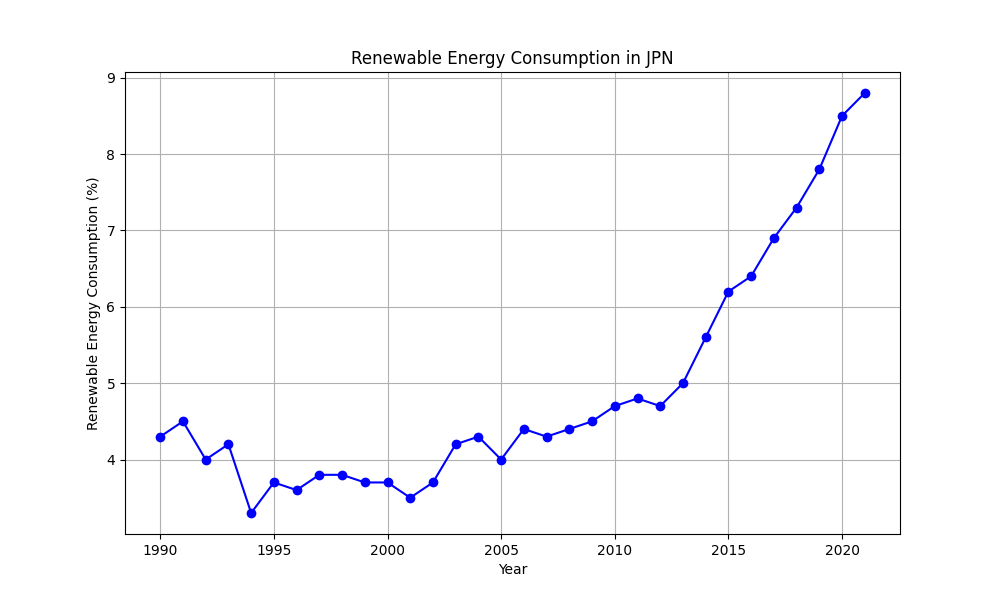 Renewable Energy Consumption in JPN
Renewable Energy Consumption (%)
9
8
7
6
5
4
1990 1995 2000 2005 2010 2015 2020
Year